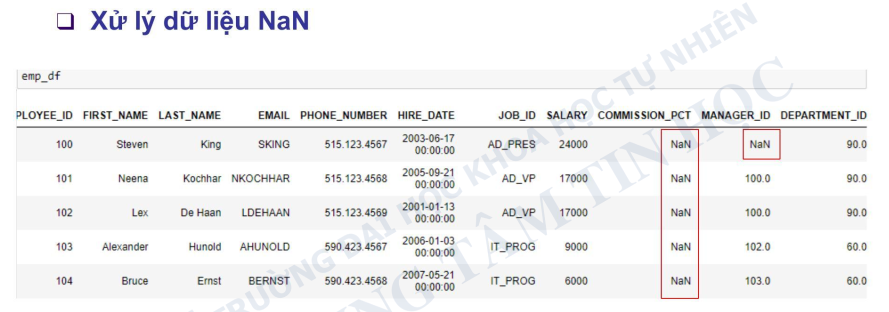 Xử lý dữ liệu NaN
emp_df
PLOYEE_ID FIRST_NAME LAST_NAME EMAIL PHONE_NUMBER HIRE_DATE JOB_ID SALARY COMMISSION_PCT MANAGER_ID DEPARTMENT_ID
100 Steven King SKING 515.123.4567 2003-06-17 00:00:00 AD_PRES 24000 NaN NaN 90.0
101 Neena Kochhar NKOCHHAR 515.123.4568 2005-09-21 00:00:00 AD_VP 17000 NaN 100.0 90.0
102 Lex De Haan LDEHAAN 515.123.4569 2001-01-13 00:00:00 AD_VP 17000 NaN 100.0 90.0
103 Alexander Hunold AHUNOLD 590.423.4567 2006-01-03 00:00:00 IT_PROG 9000 NaN 102.0 60.0
104 Bruce Ernst BERNST 590.423.4568 2007-05-21 00:00:00 IT_PROG 6000 NaN 103.0 60.0
TRƯỜNG ĐẠI HỌC KHOA HỌC TỰ NHIÊN
TRUNG TÂM TIN HỌC